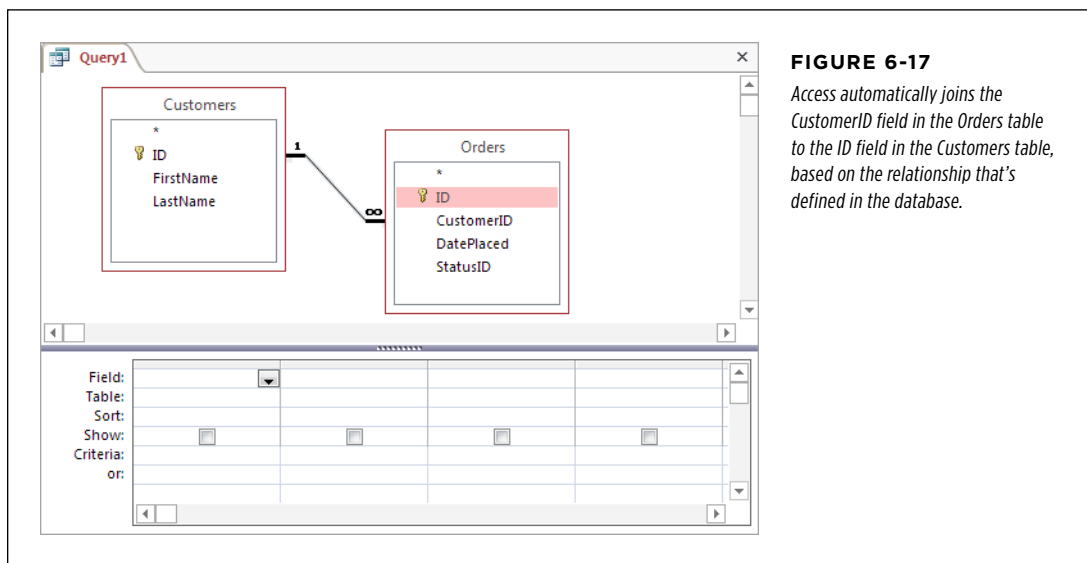 Query1
×
Customers
*
ID
FirstName
LastName
1
∞
Orders
*
ID
CustomerID
DatePlaced
StatusID
Field:
Table:
Sort:
Show:
Criteria:
or:
FIGURE 6-17
Access automatically joins the
CustomerID field in the Orders table
to the ID field in the Customers table,
based on the relationship that’s
defined in the database.